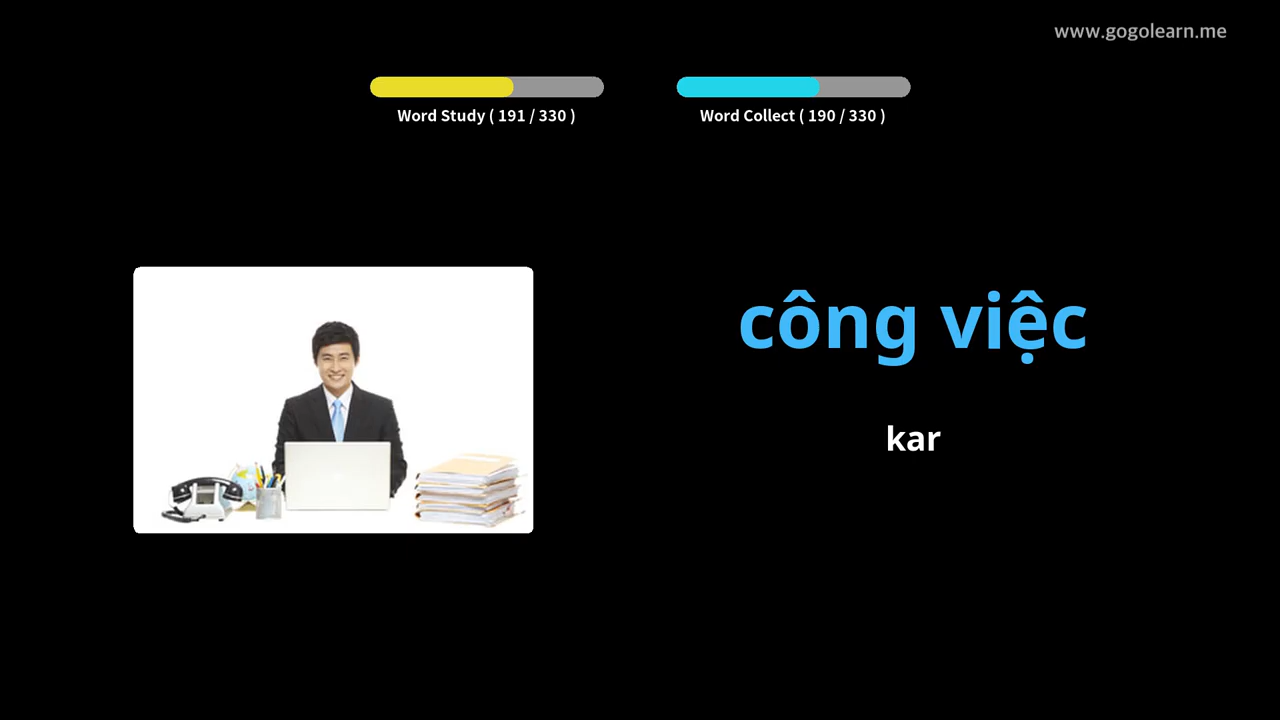 www.gogolearn.me
Word Study ( 191 / 330 )
Word Collect ( 190 / 330 )
công việc
kar